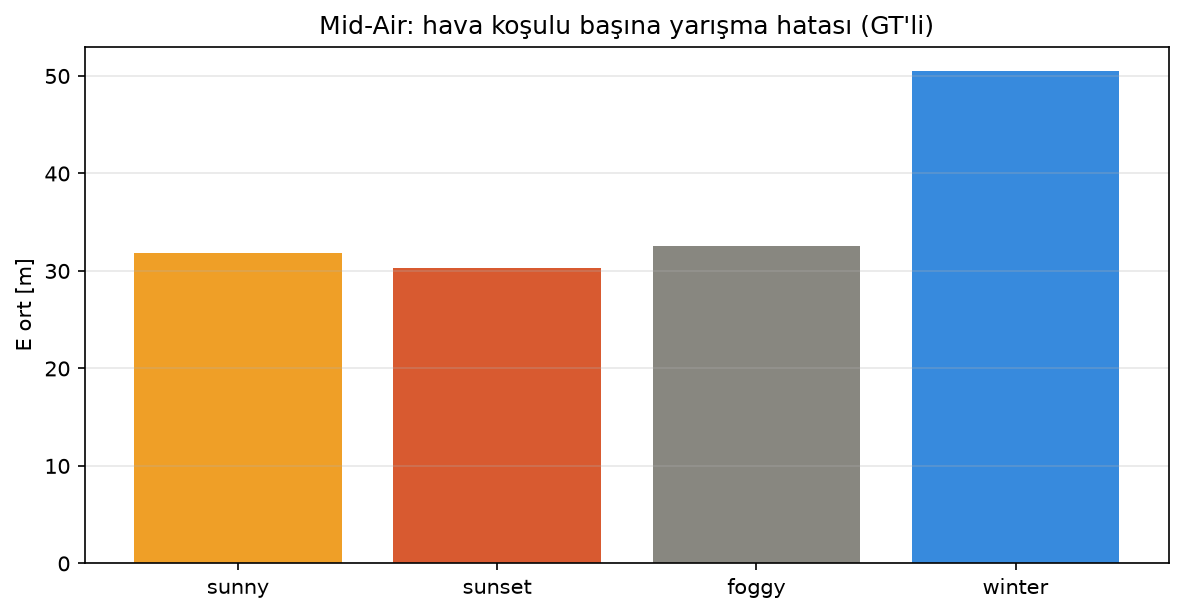 Mid-Air: hava koşulu başına yarışma hatası (GT'li)
E ort [m]
50
40
30
20
10
0
sunny sunset foggy winter